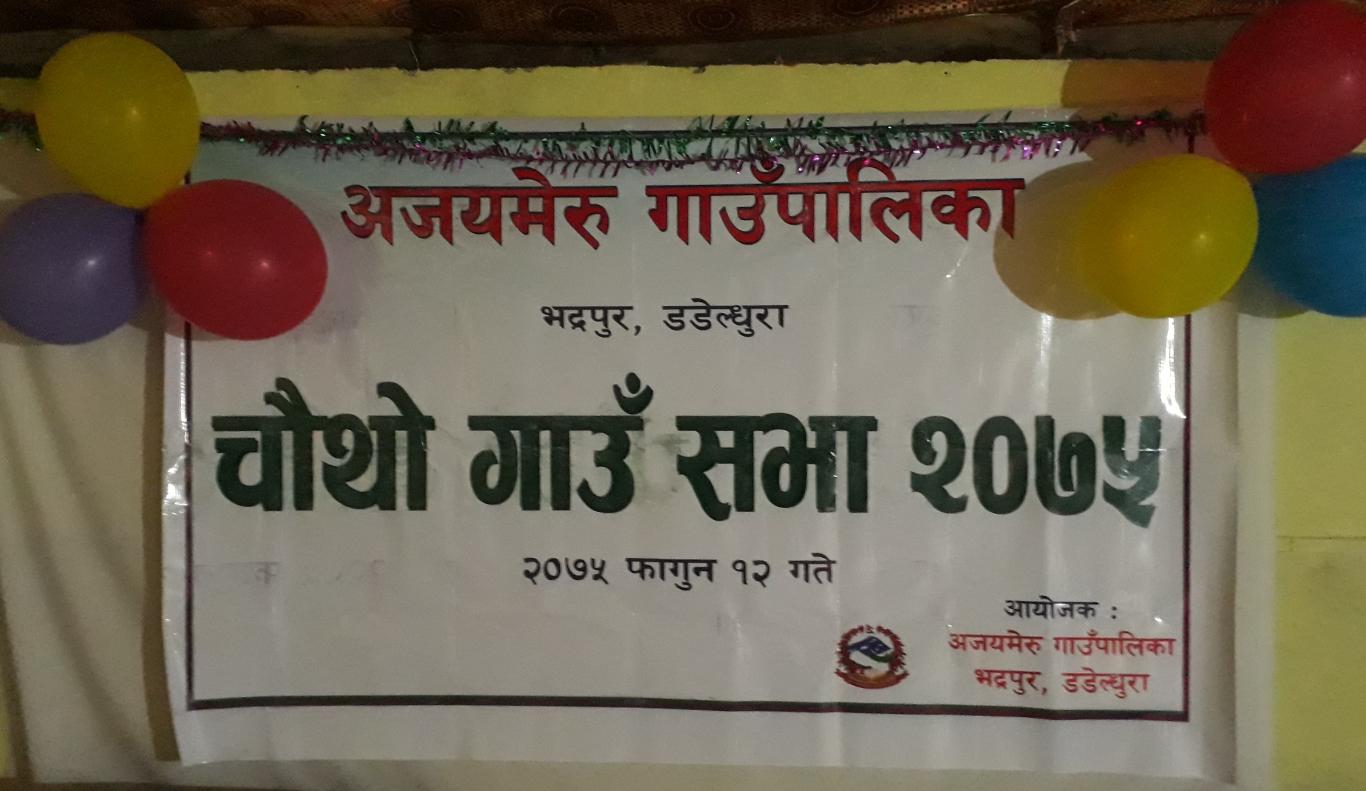 अजयमेरु गाउँपालिका
भद्रपुर, डडेल्धुरा
चौथो गाउँ सभा २०७५
२०७५ फागुन १२ गते
आयोजक :
अजयमेरु गाउँपालिका
भद्रपुर, डडेल्धुरा